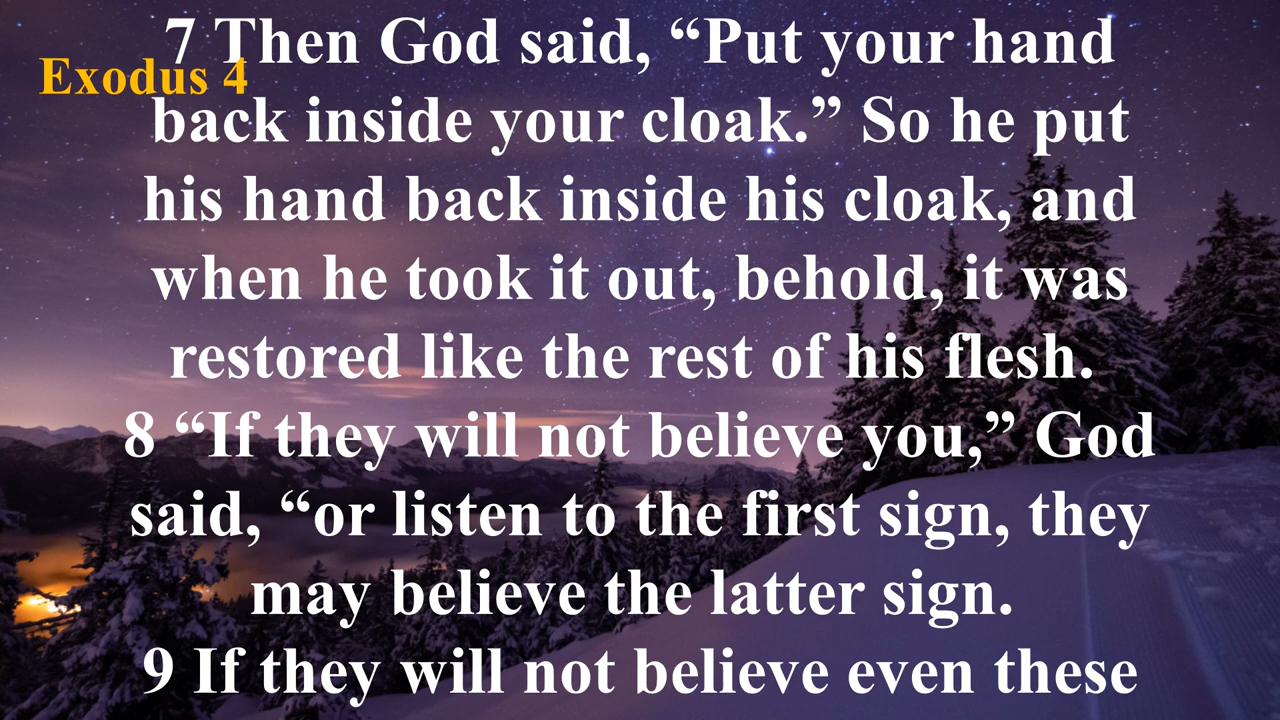 Exodus 4
7 Then God said, “Put your hand
back inside your cloak.” So he put
his hand back inside his cloak, and
when he took it out, behold, it was
restored like the rest of his flesh.
8 “If they will not believe you,” God
said, “or listen to the first sign, they
may believe the latter sign.
9 If they will not believe even these